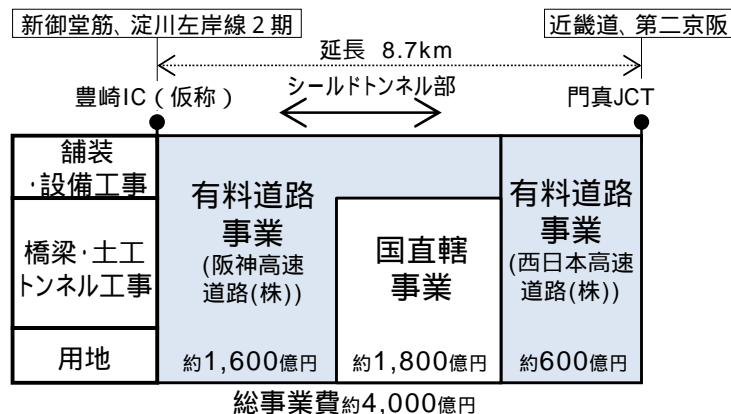 新御堂筋、淀川左岸線2期
近畿道、第二京阪
延長 8.7km
シールドトンネル部
豊崎IC(仮称)
門真JCT
舗装
・設備工事
橋梁・土工
トンネル工事
用地
有料道路
事業
(阪神高速
道路(株))
約1,600億円
国直轄
事業
約1,800億円
有料道路
事業
(西日本高速
道路(株))
約600億円
総事業費約4,000億円